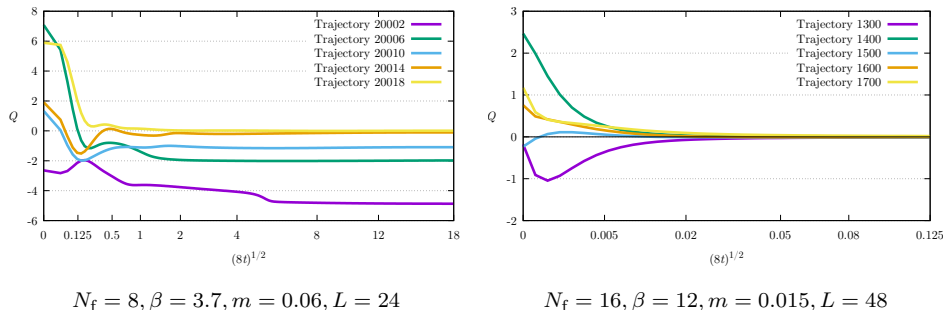 8
6
4
2
0
-2
-4
-6
Q
Trajectory 20002
Trajectory 20006
Trajectory 20010
Trajectory 20014
Trajectory 20018
0 0.125 0.5 1 2 8 12 18
(8t)^{1/2}
N_f = 8, β = 3.7, m = 0.06, L = 24
3
2
1
0
-1
-2
Q
Trajectory 1300
Trajectory 1400
Trajectory 1500
Trajectory 1600
Trajectory 1700
0 0.005 0.02 0.05 0.08 0.125
(8t)^{1/2}
N_f = 16, β = 12, m = 0.015, L = 48